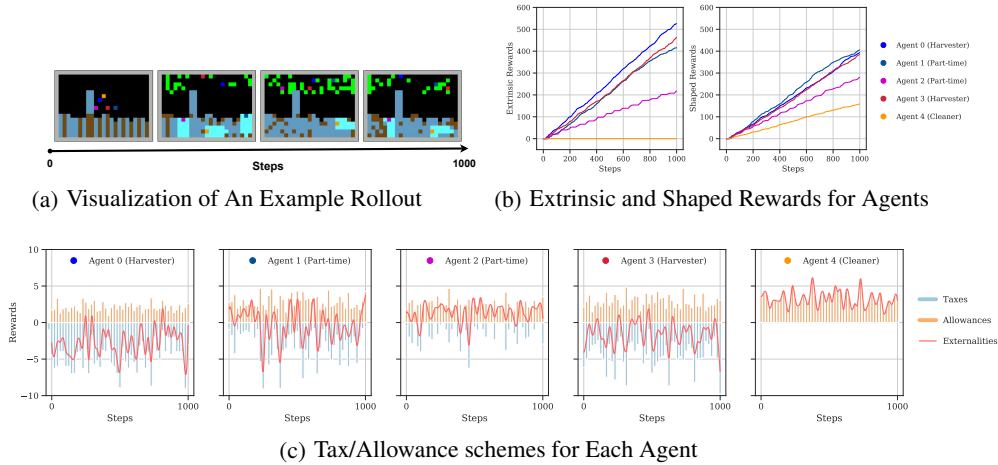 0
Steps
1000
(a) Visualization of An Example Rollout
Extrinsic Rewards
600
500
400
300
200
100
0
0 200 400 600 800 1000
Steps
Shaped Rewards
600
500
400
300
200
100
0
0 200 400 600 800 1000
Steps
Agent 0 (Harvester)
Agent 1 (Part-time)
Agent 2 (Part-time)
Agent 3 (Harvester)
Agent 4 (Cleaner)
(b) Extrinsic and Shaped Rewards for Agents
Rewards
10
5
0
−5
−10
Agent 0 (Harvester)
0 1000
Steps
Agent 1 (Part-time)
0 1000
Steps
Agent 2 (Part-time)
0 1000
Steps
Agent 3 (Harvester)
0 1000
Steps
Agent 4 (Cleaner)
0 1000
Steps
Taxes
Allowances
Externalities
(c) Tax/Allowance schemes for Each Agent